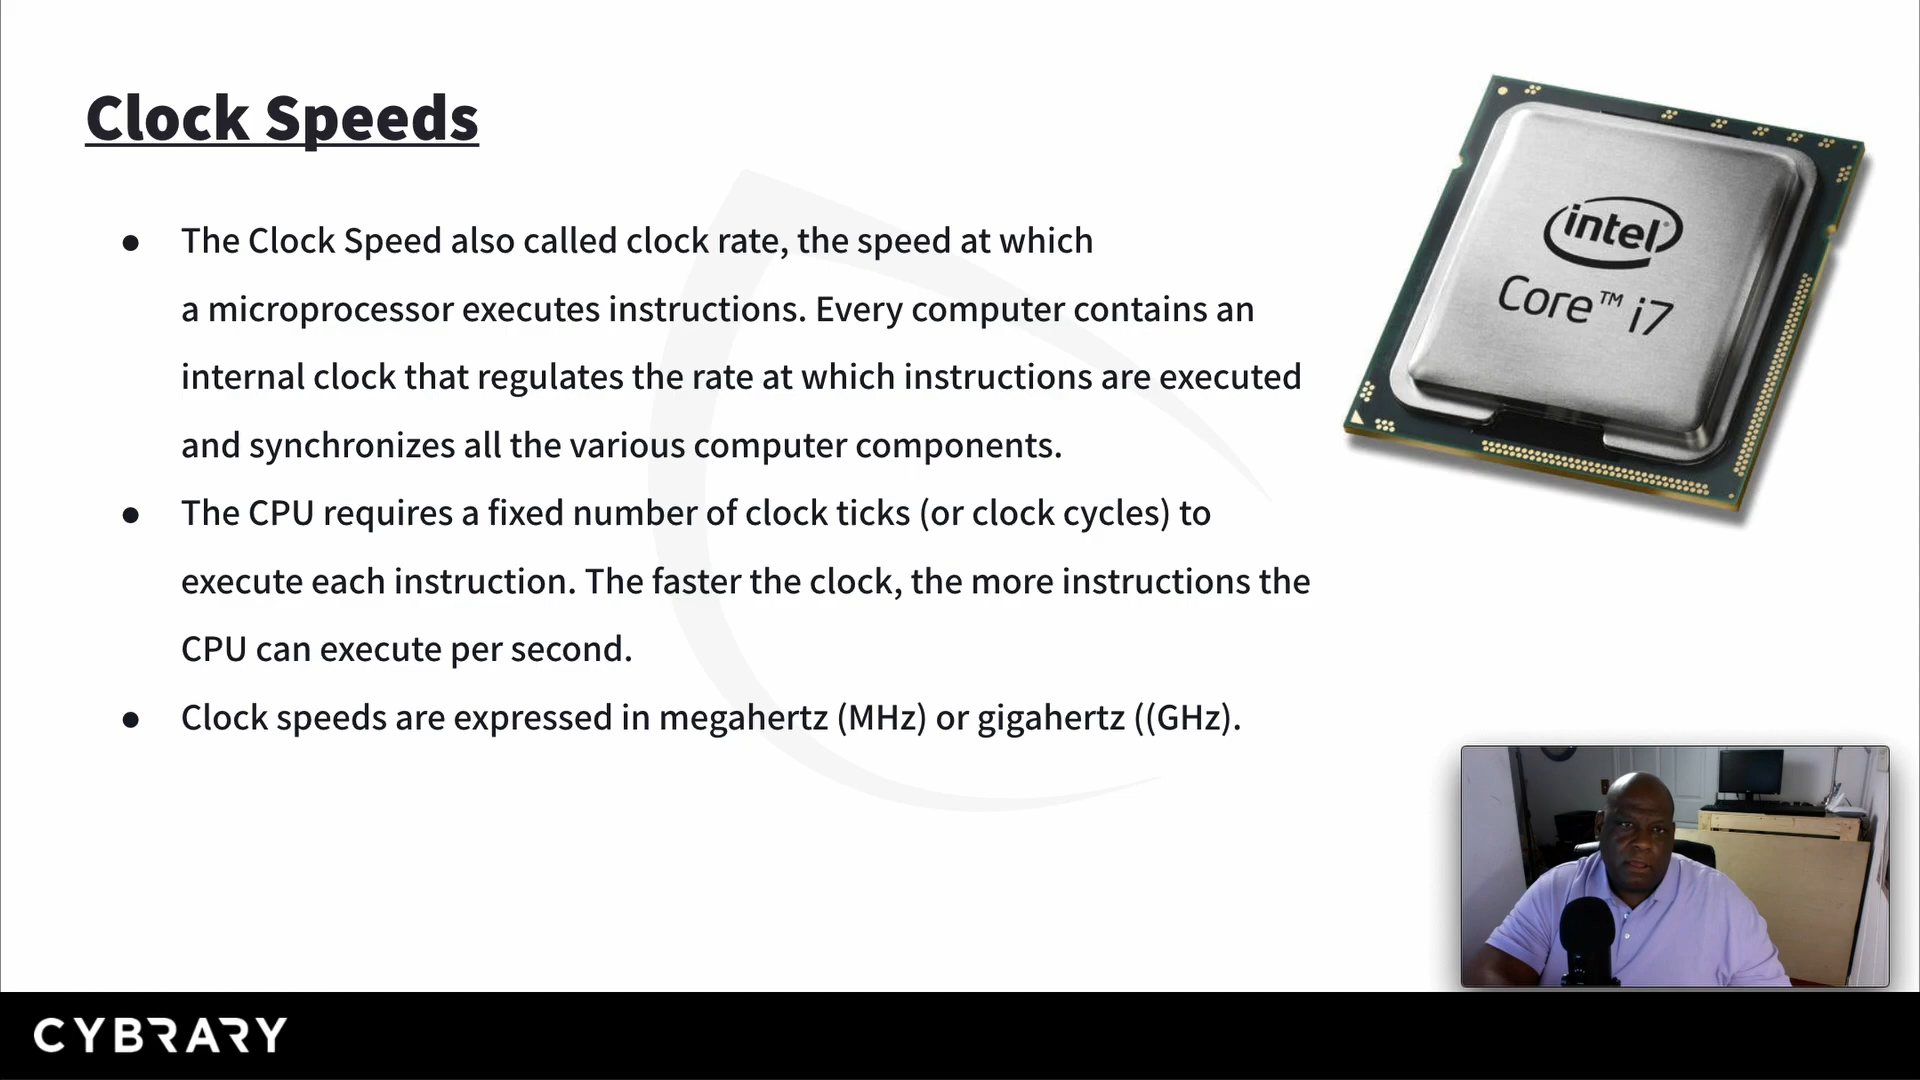 Clock Speeds
● The Clock Speed also called clock rate, the speed at which
a microprocessor executes instructions. Every computer contains an
internal clock that regulates the rate at which instructions are executed
and synchronizes all the various computer components.
● The CPU requires a fixed number of clock ticks (or clock cycles) to
execute each instruction. The faster the clock, the more instructions the
CPU can execute per second.
● Clock speeds are expressed in megahertz (MHz) or gigahertz ((GHz).
intel®
Core™ i7
CYBRARY